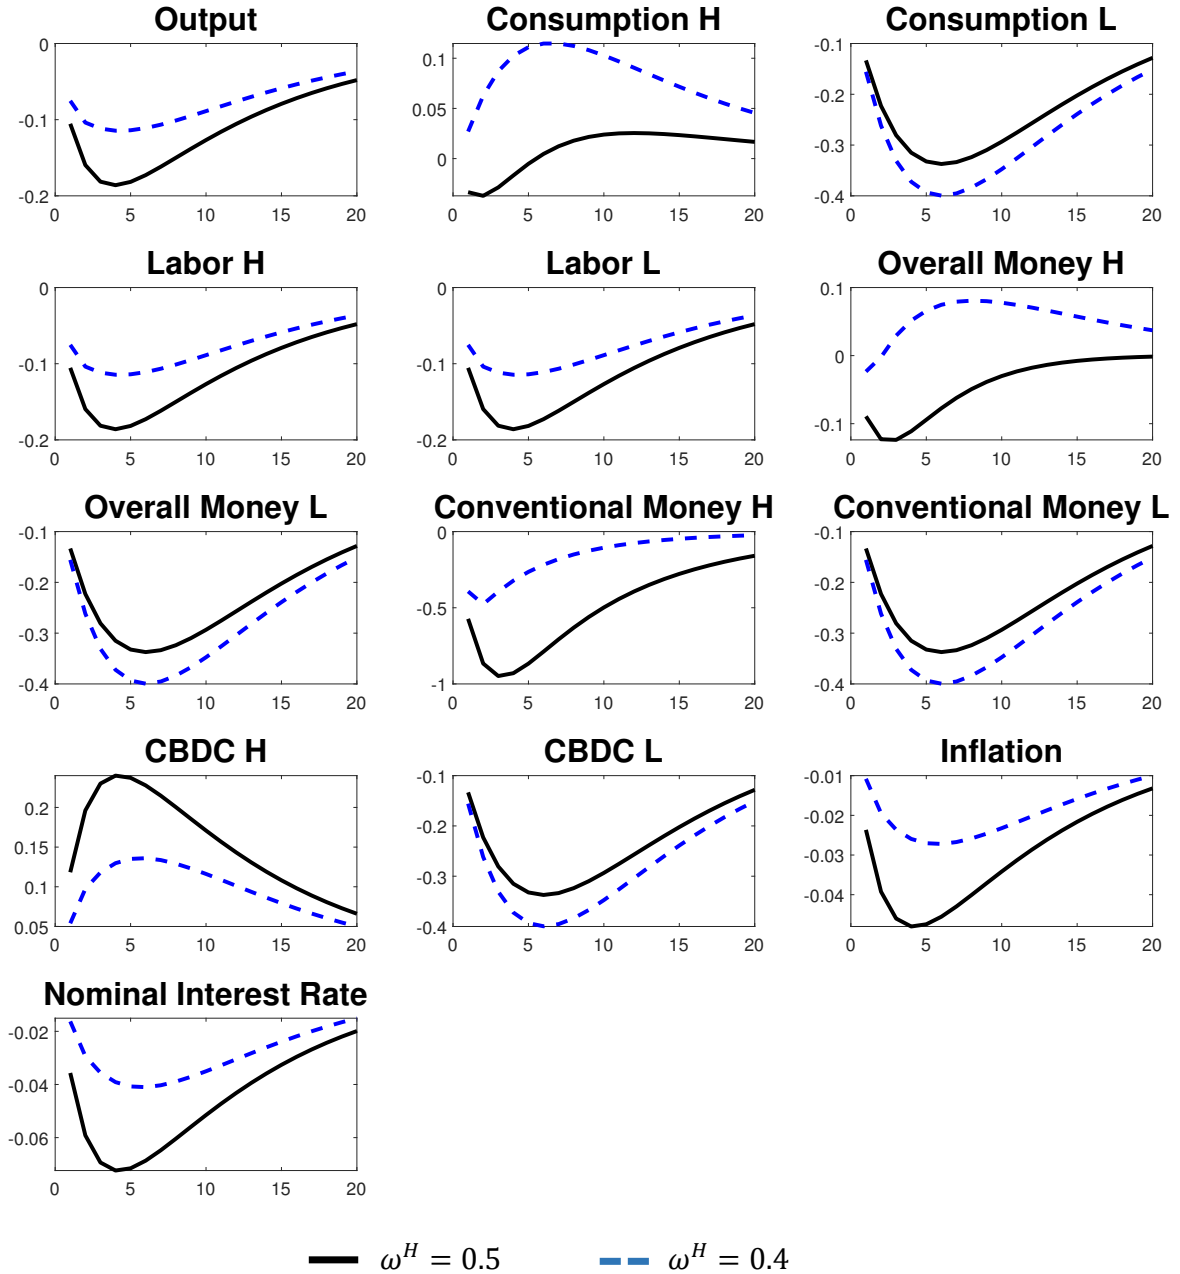 Output
Consumption H
Consumption L
0
-0.1
-0.2
0 5 10 15 20
0.1
0.05
0
0 5 10 15 20
-0.1
-0.2
-0.3
-0.4
0 5 10 15 20
Labor H
Labor L
Overall Money H
0
-0.1
-0.2
0 5 10 15 20
0
-0.1
-0.2
0 5 10 15 20
0.1
0
-0.1
0 5 10 15 20
Overall Money L
Conventional Money H
Conventional Money L
-0.1
-0.2
-0.3
-0.4
0 5 10 15 20
0
-0.5
-1
0 5 10 15 20
-0.1
-0.2
-0.3
-0.4
0 5 10 15 20
CBDC H
CBDC L
Inflation
0.2
0.15
0.1
0.05
0 5 10 15 20
-0.1
-0.2
-0.3
-0.4
0 5 10 15 20
-0.01
-0.02
-0.03
-0.04
0 5 10 15 20
Nominal Interest Rate
-0.02
-0.04
-0.06
0 5 10 15 20
ω^H = 0.5
ω^H = 0.4